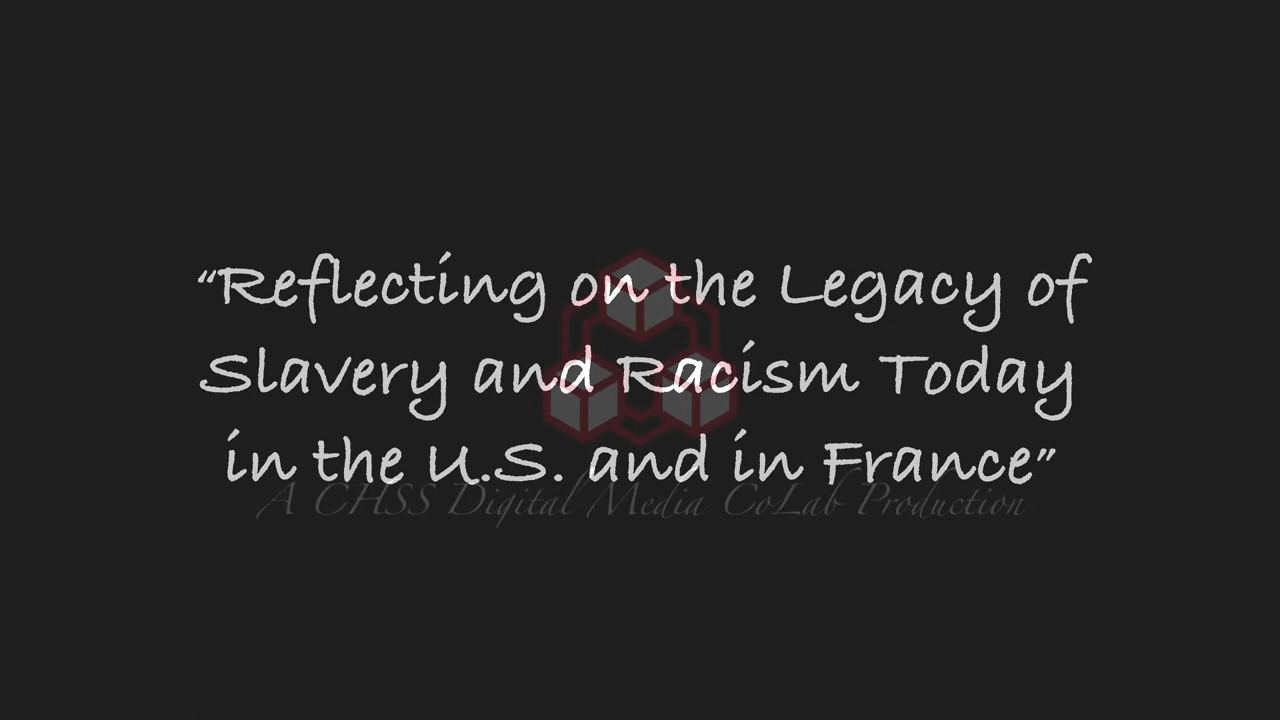 “Reflecting on the Legacy of
Slavery and Racism Today
in the U.S. and in France”
A CHSS Digital Media CoLab Production